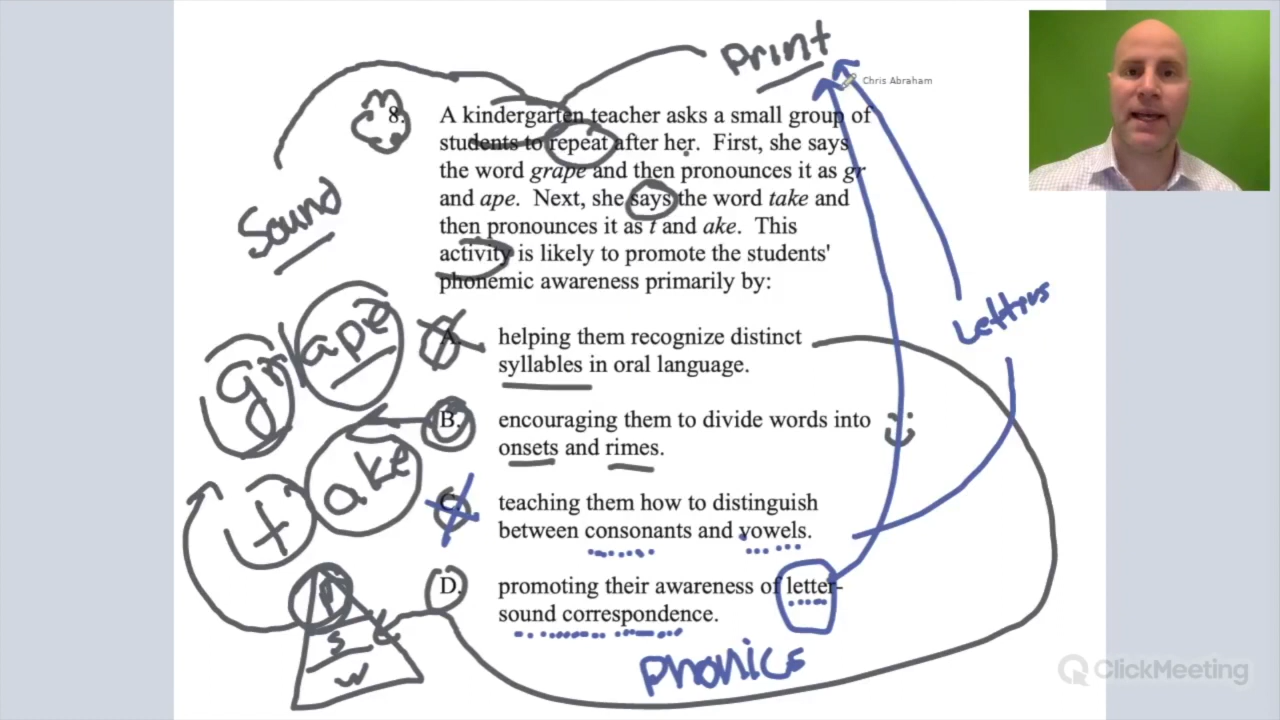 print
Chris Abraham
8. A kindergarten teacher asks a small group of
students to repeat after her. First, she says
the word grape and then pronounces it as gr
and ape. Next, she says the word take and
then pronounces it as t and ake. This
activity is likely to promote the students'
phonemic awareness primarily by:
Sound
gr ape
Letters
A. helping them recognize distinct
syllables in oral language.
B. encouraging them to divide words into
onsets and rimes.
t ake
C. teaching them how to distinguish
between consonants and vowels.
D. promoting their awareness of letter-
sound correspondence.
S
W
Phonics
ClickMeeting